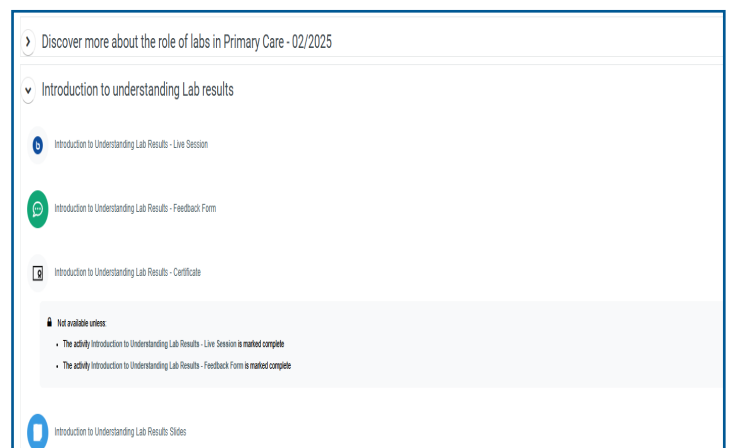 Discover more about the role of labs in Primary Care - 02/2025
Introduction to understanding Lab results
b
Introduction to Understanding Lab Results - Live Session
Introduction to Understanding Lab Results - Feedback Form
Introduction to Understanding Lab Results - Certificate
Not available unless:
• The activity Introduction to Understanding Lab Results - Live Session is marked complete
• The activity Introduction to Understanding Lab Results - Feedback Form is marked complete
Introduction to Understanding Lab Results Slides